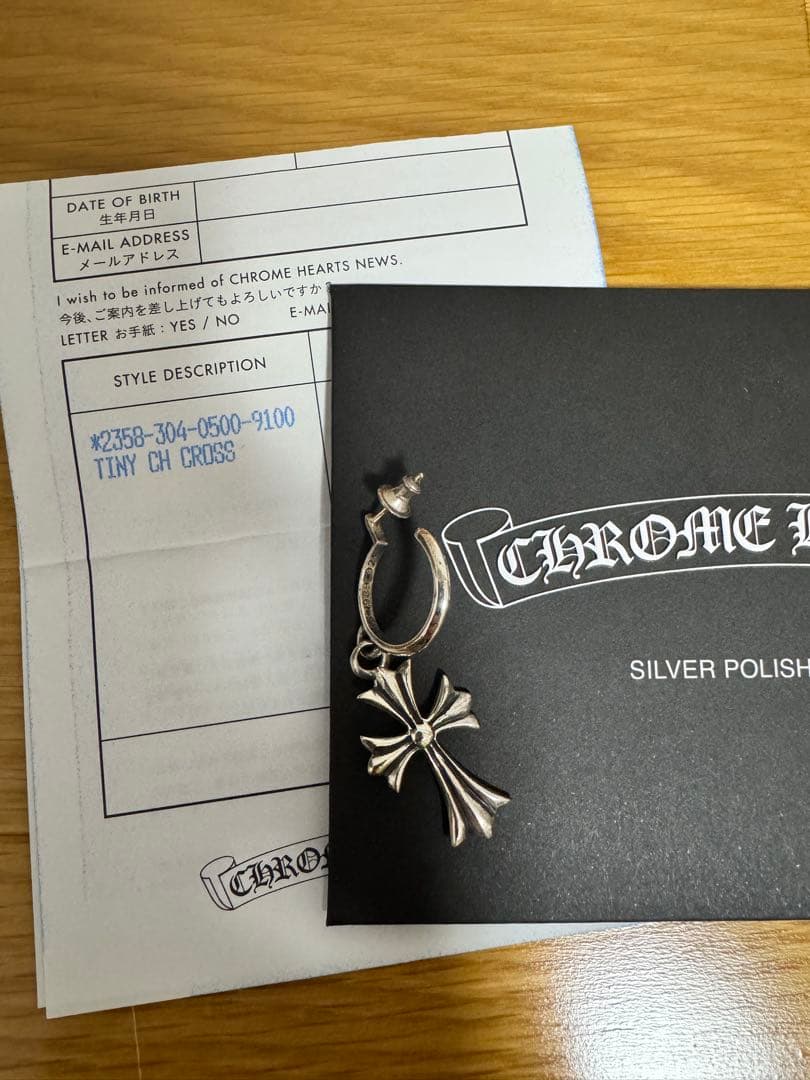 DATE OF BIRTH
生年月日
E-MAIL ADDRESS
メールアドレス
I wish to be informed of CHROME HEARTS NEWS.
今後、ご案内を差し上げてもよろしいですか
LETTER お手紙 : YES / NO E-MAI
STYLE DESCRIPTION
*2358-304-0500-9100
TINY CH CROSS
CHROME
SILVER POLISH
CHRO